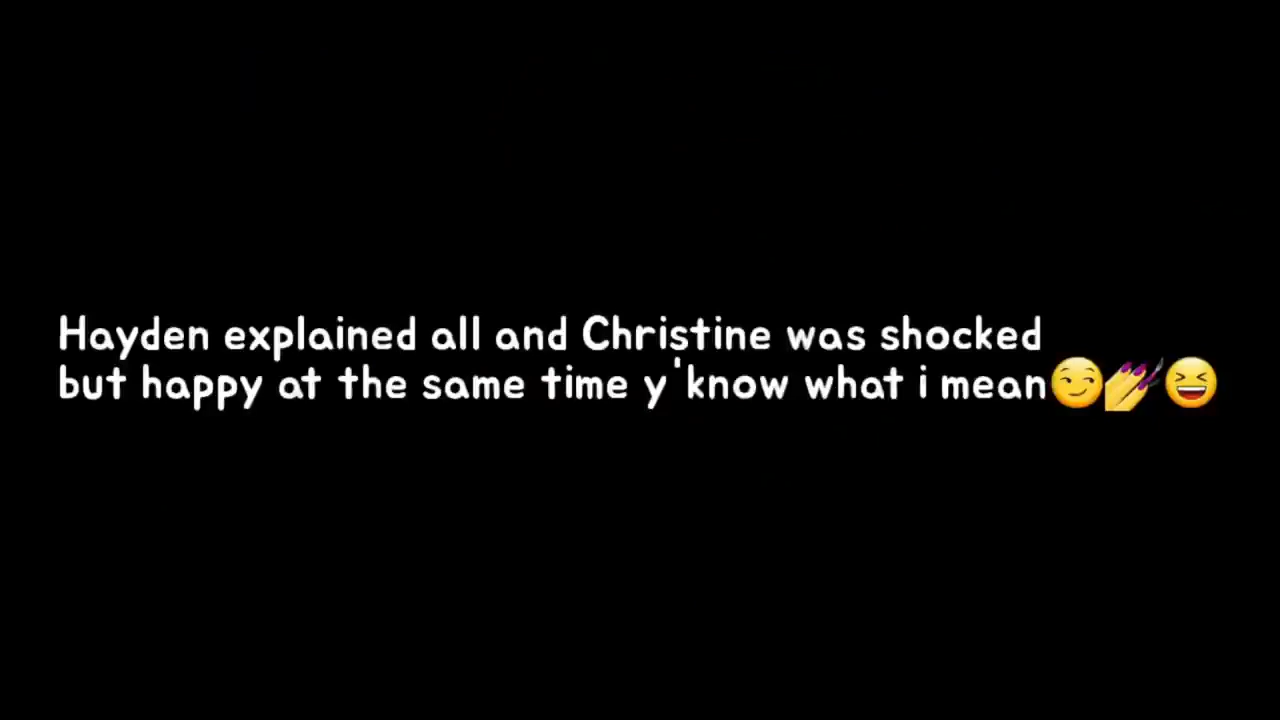 Hayden explained all and Christine was shocked
but happy at the same time y'know what i mean😏💅😆